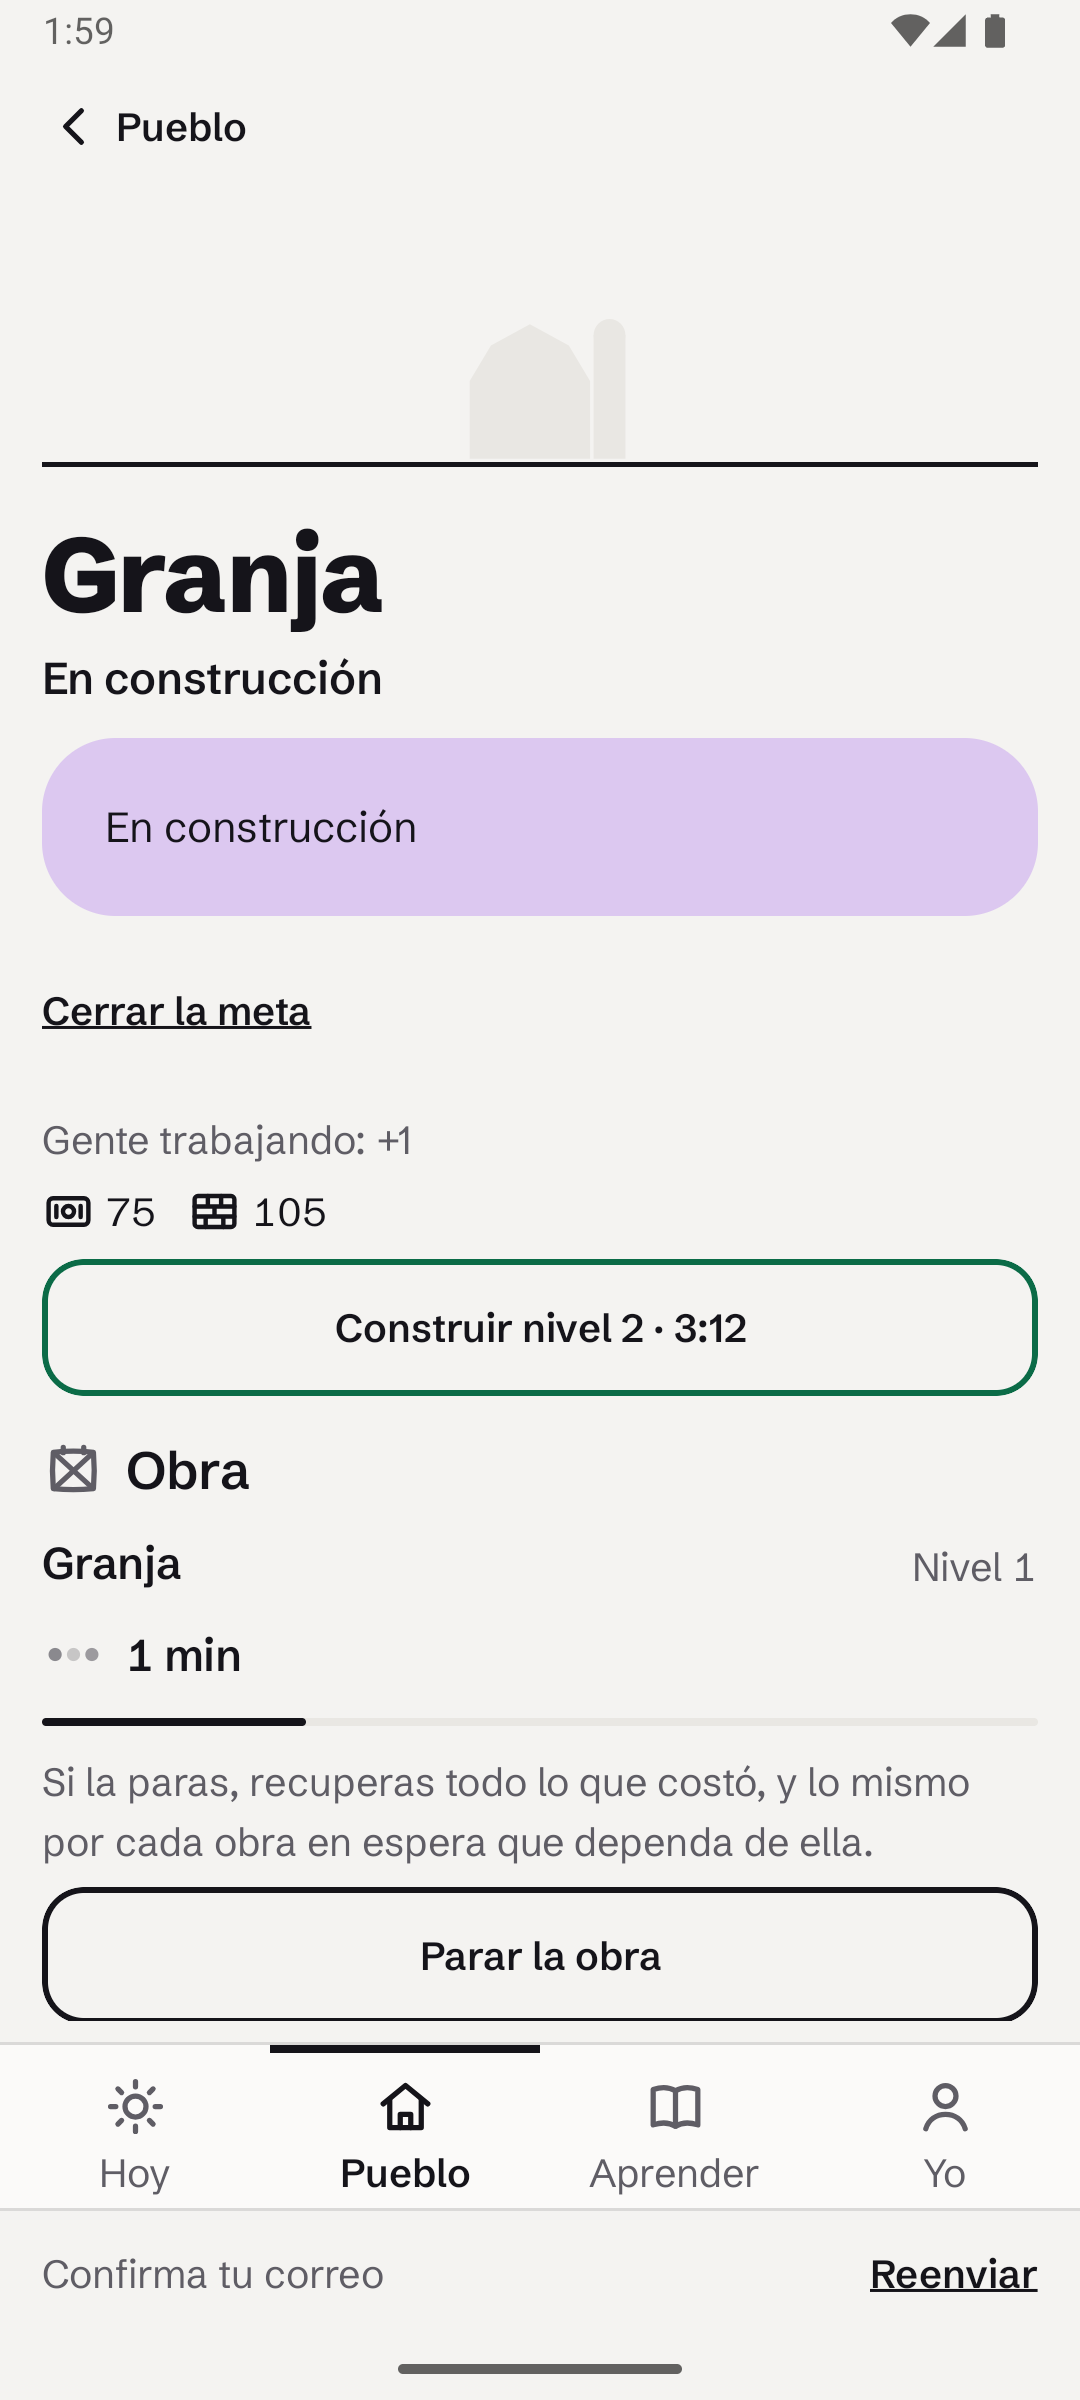 1:59
Pueblo
Granja
En construcción
En construcción
Cerrar la meta
Gente trabajando: +1
75 105
Construir nivel 2 · 3:12
Obra
Granja Nivel 1
1 min
Si la paras, recuperas todo lo que costó, y lo mismo
por cada obra en espera que dependa de ella.
Parar la obra
Hoy Pueblo Aprender Yo
Confirma tu correo Reenviar